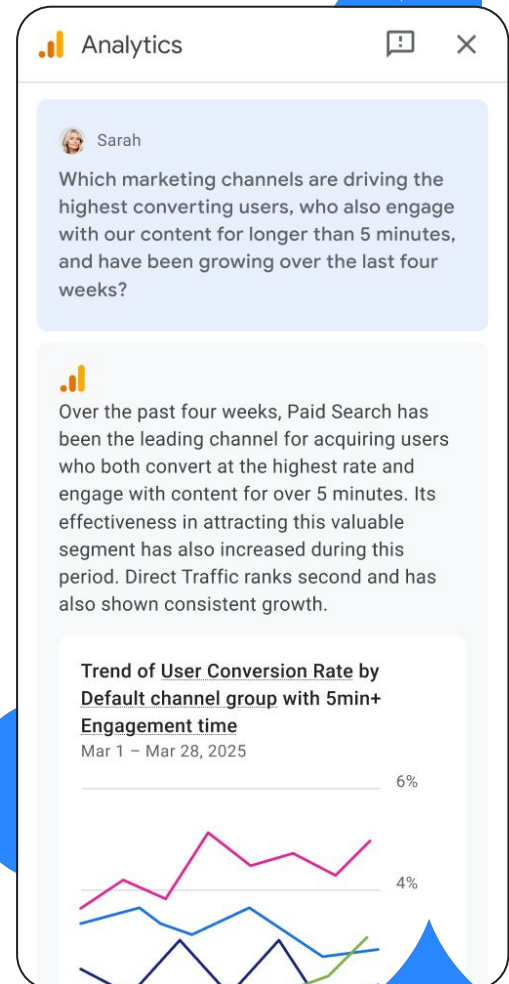 Analytics
Sarah
Which marketing channels are driving the
highest converting users, who also engage
with our content for longer than 5 minutes,
and have been growing over the last four
weeks?
Over the past four weeks, Paid Search has
been the leading channel for acquiring users
who both convert at the highest rate and
engage with content for over 5 minutes. Its
effectiveness in attracting this valuable
segment has also increased during this
period. Direct Traffic ranks second and has
also shown consistent growth.
Trend of User Conversion Rate by
Default channel group with 5min+
Engagement time
Mar 1 – Mar 28, 2025
6%
4%